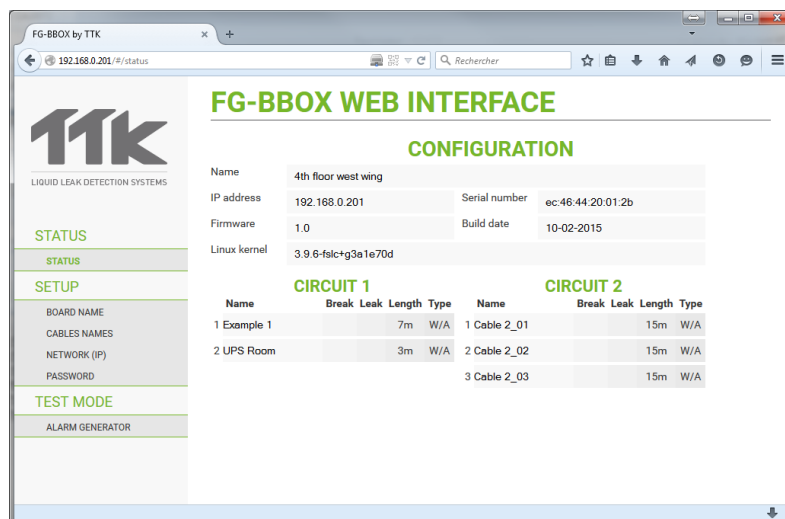 FG-BBOX by TTK
192.168.0.201/#/status
Rechercher
TTK
LIQUID LEAK DETECTION SYSTEMS
STATUS
STATUS
SETUP
BOARD NAME
CABLES NAMES
NETWORK (IP)
PASSWORD
TEST MODE
ALARM GENERATOR
FG-BBOX WEB INTERFACE
CONFIGURATION
Name 4th floor west wing
IP address 192.168.0.201 Serial number ec:46:44:20:01:2b
Firmware 1.0 Build date 10-02-2015
Linux kernel 3.9.6-fslc+g3a1e70d
CIRCUIT 1
Name Break Leak Length Type
1 Example 1 7m W/A
2 UPS Room 3m W/A
CIRCUIT 2
Name Break Leak Length Type
1 Cable 2_01 15m W/A
2 Cable 2_02 15m W/A
3 Cable 2_03 15m W/A